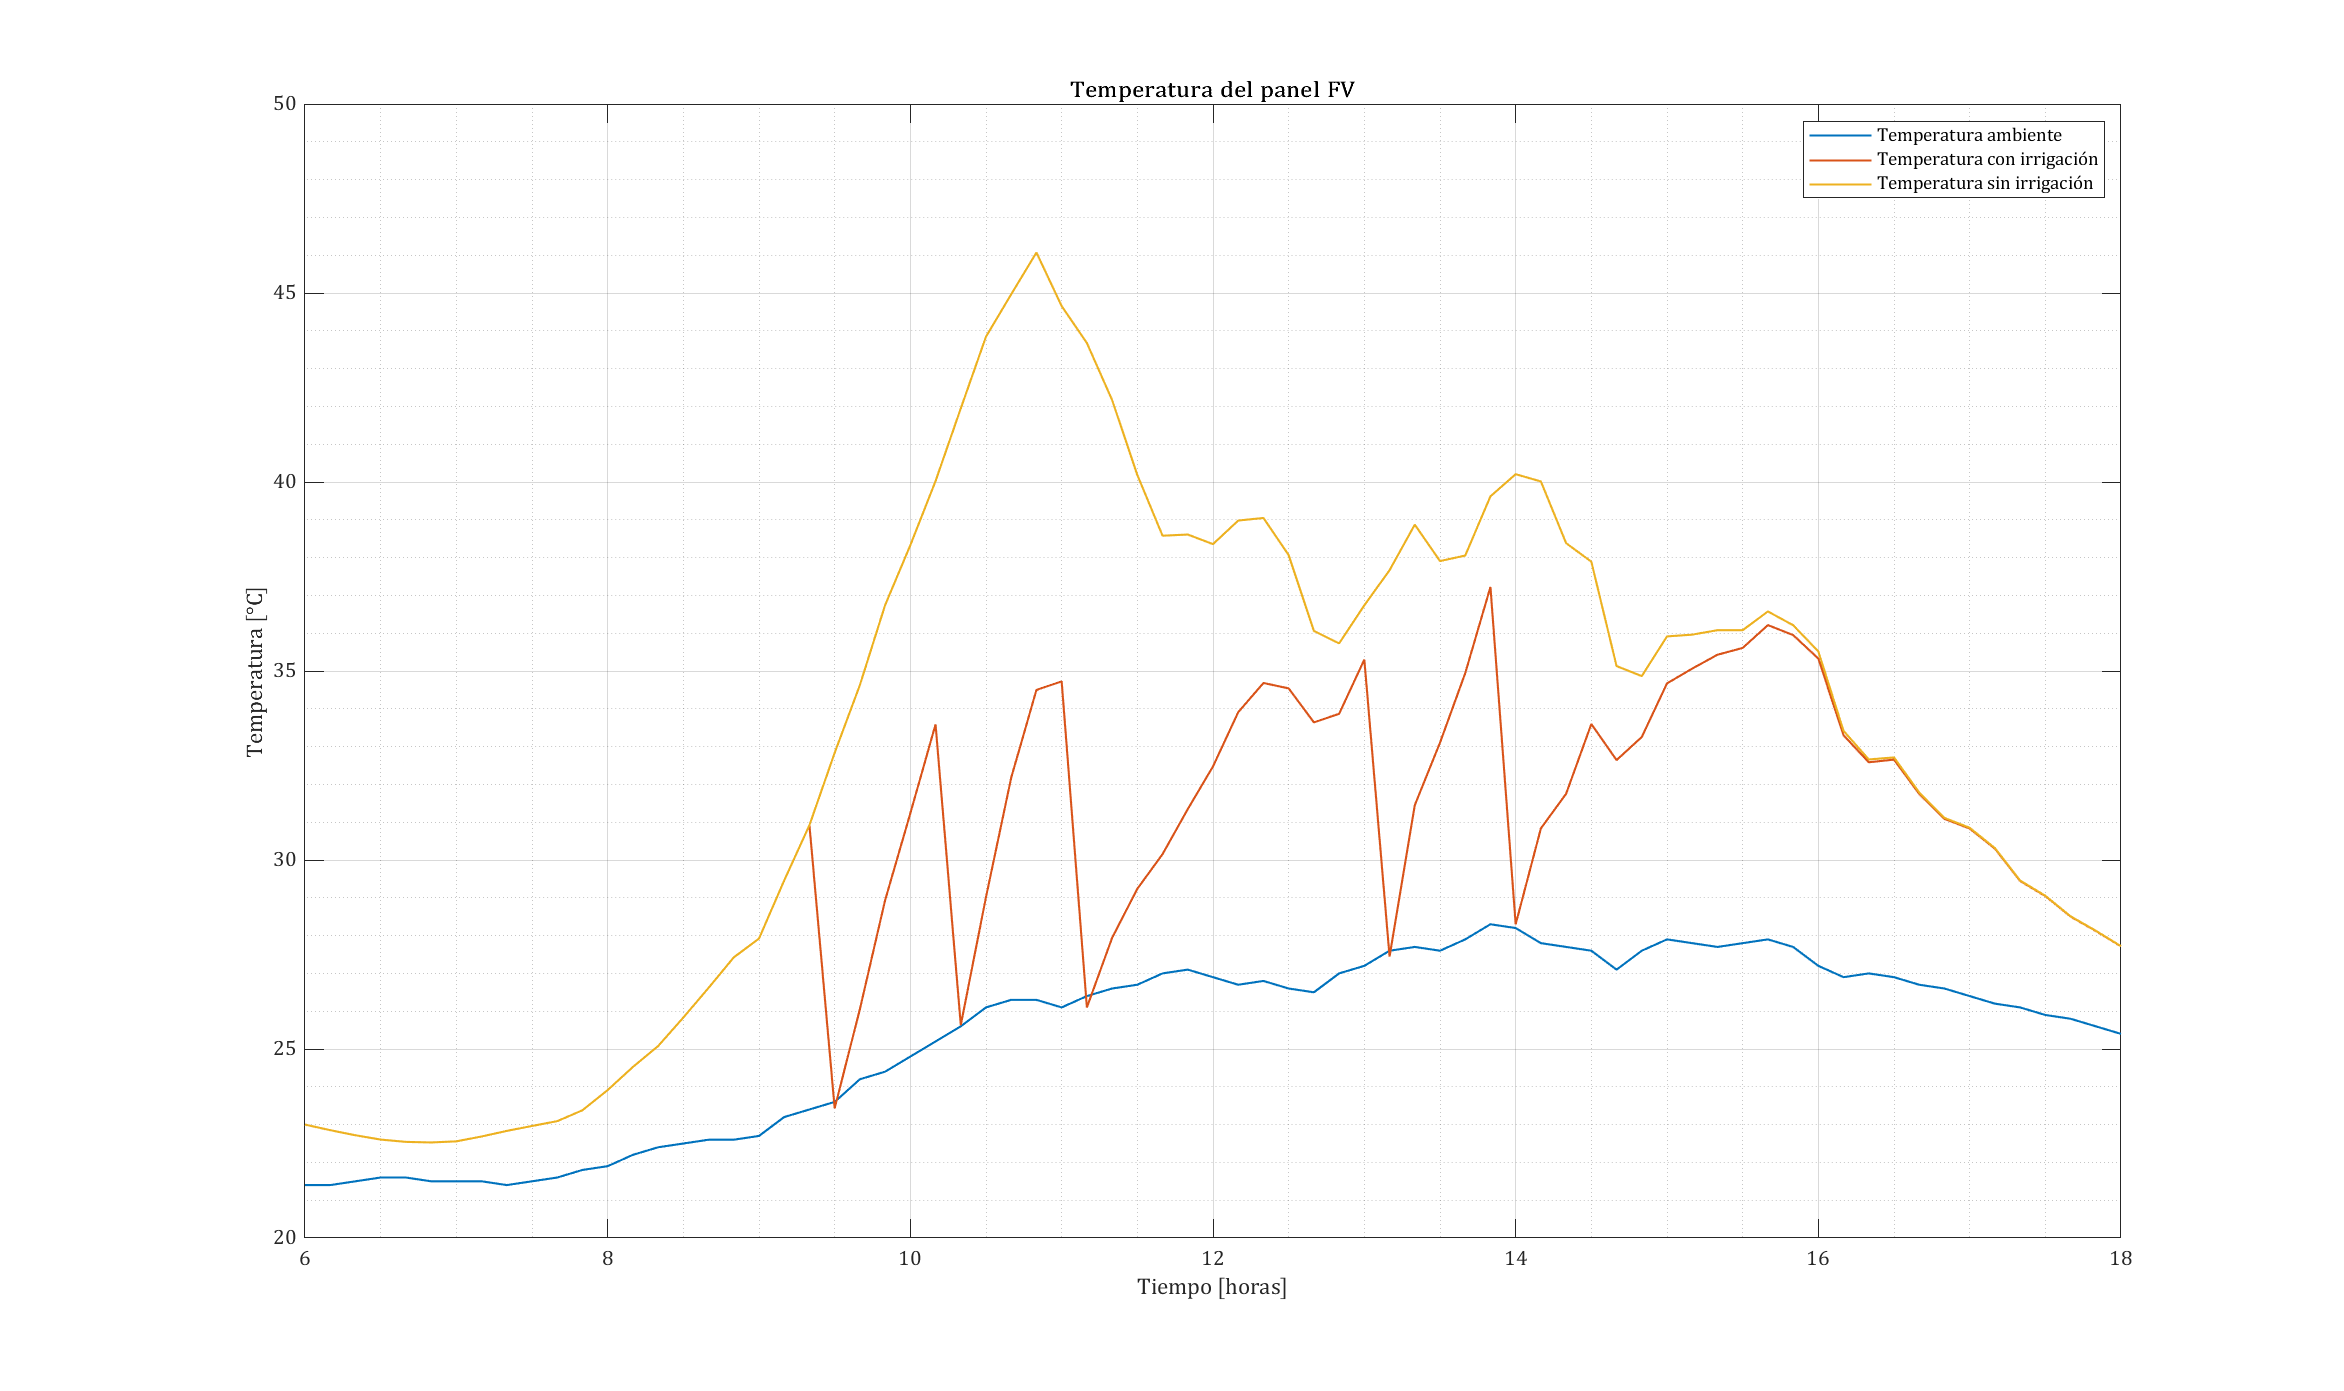 Temperatura del panel FV
50
45
40
35
30
25
20
Temperatura [°C]
Temperatura ambiente
Temperatura con irrigación
Temperatura sin irrigación
6 8 10 12 14 16 18
Tiempo [horas]